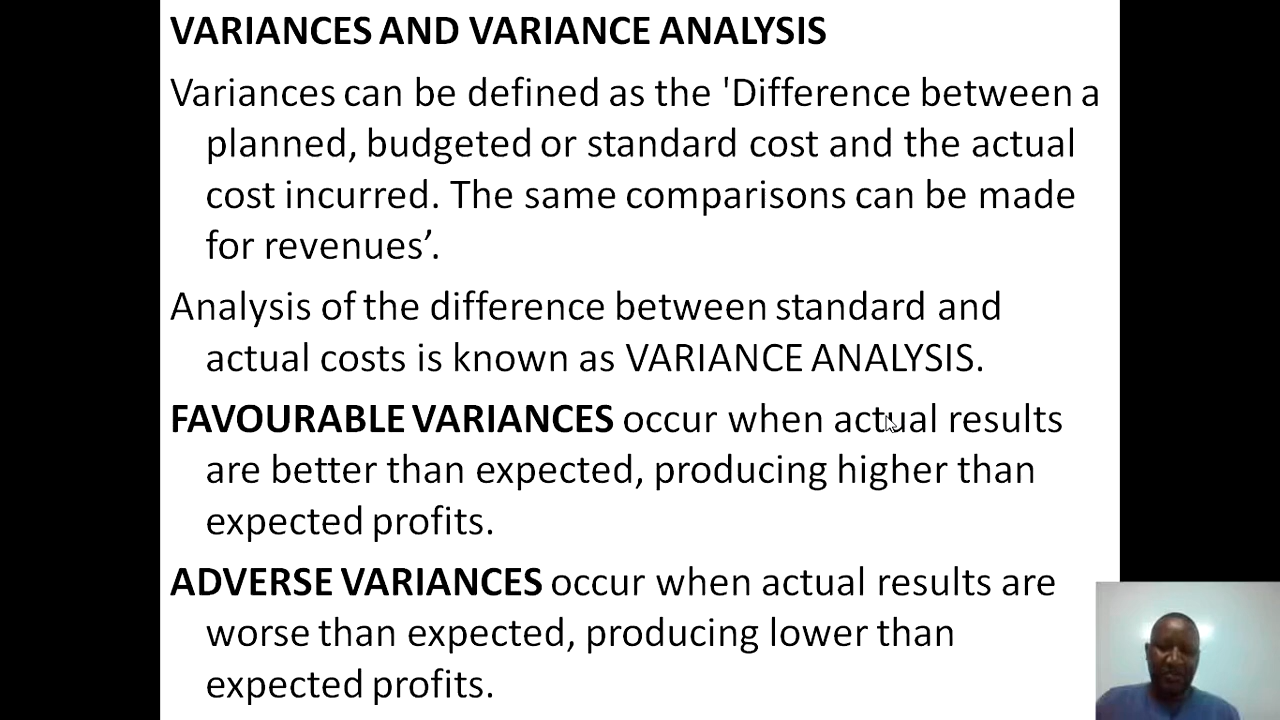 VARIANCES AND VARIANCE ANALYSIS
Variances can be defined as the 'Difference between a
planned, budgeted or standard cost and the actual
cost incurred. The same comparisons can be made
for revenues’.
Analysis of the difference between standard and
actual costs is known as VARIANCE ANALYSIS.
FAVOURABLE VARIANCES occur when actual results
are better than expected, producing higher than
expected profits.
ADVERSE VARIANCES occur when actual results are
worse than expected, producing lower than
expected profits.